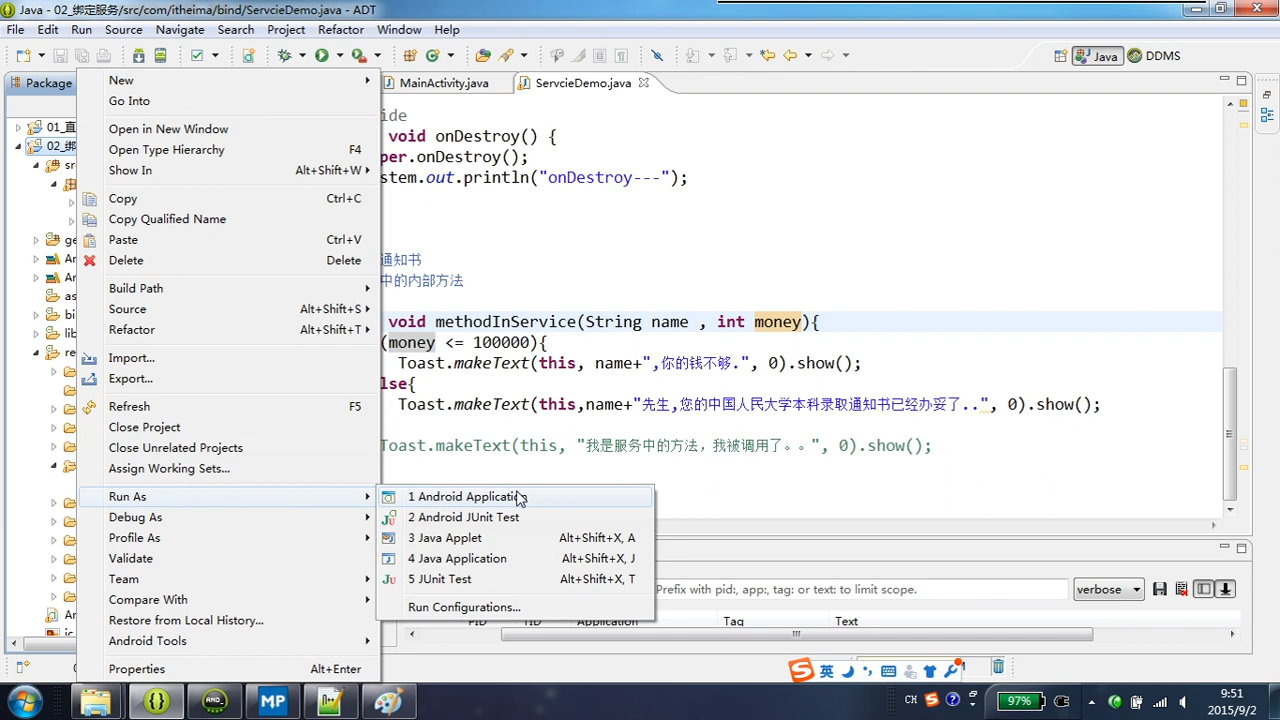 Java - 02_绑定服务/src/com/itheima/bind/ServcieDemo.java - ADT
File Edit Run Source Navigate Search Project Refactor Window Help
Java DDMS
Package
MainActivity.java
ServcieDemo.java
01_直
02_绑
sr
ge
An
An
as
bi
lib
re
New
Go Into
Open in New Window
Open Type Hierarchy F4
Show In Alt+Shift+W
Copy Ctrl+C
Copy Qualified Name
Paste Ctrl+V
Delete Delete
Build Path
Source Alt+Shift+S
Refactor Alt+Shift+T
Import...
Export...
Refresh F5
Close Project
Close Unrelated Projects
Assign Working Sets...
Run As
Debug As
Profile As
Validate
Team
Compare With
Restore from Local History...
Android Tools
Properties Alt+Enter
1 Android Application
2 Android JUnit Test
3 Java Applet Alt+Shift+X, A
4 Java Application Alt+Shift+X, J
5 JUnit Test Alt+Shift+X, T
Run Configurations...
ide
void onDestroy() {
per.onDestroy();
stem.out.println("onDestroy---");
通知书
中的内部方法
void methodInService(String name , int money){
(money <= 100000){
Toast.makeText(this, name+",你的钱不够.", 0).show();
lse{
Toast.makeText(this,name+"先生,您的中国人民大学本科录取通知书已经办妥了..", 0).show();
Toast.makeText(this, "我是服务中的方法，我被调用了。。", 0).show();
Prefix with pid:, app:, tag: or text: to limit scope.
verbose
PID TID Application Tag Text
英
CH
97%
9:51
2015/9/2